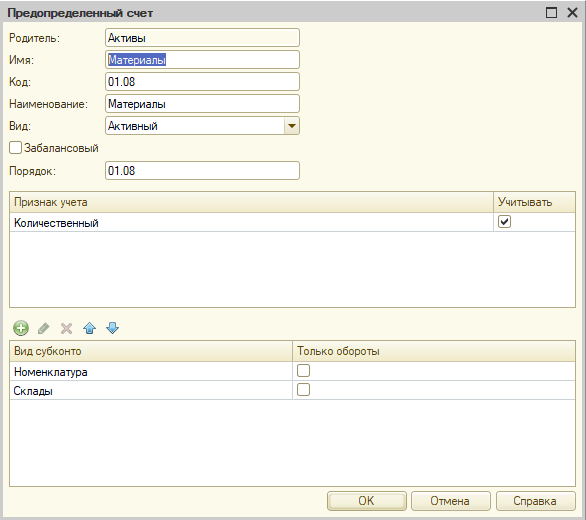 Предопределенный счет
Родитель: Активы
Имя: Материалы
Код: 01.08
Наименование: Материалы
Вид: Активный
Забалансовый
Порядок: 01.08
Признак учета Учитывать
Количественный
Вид субконто Только обороты
Номенклатура
Склады
OK Отмена Справка